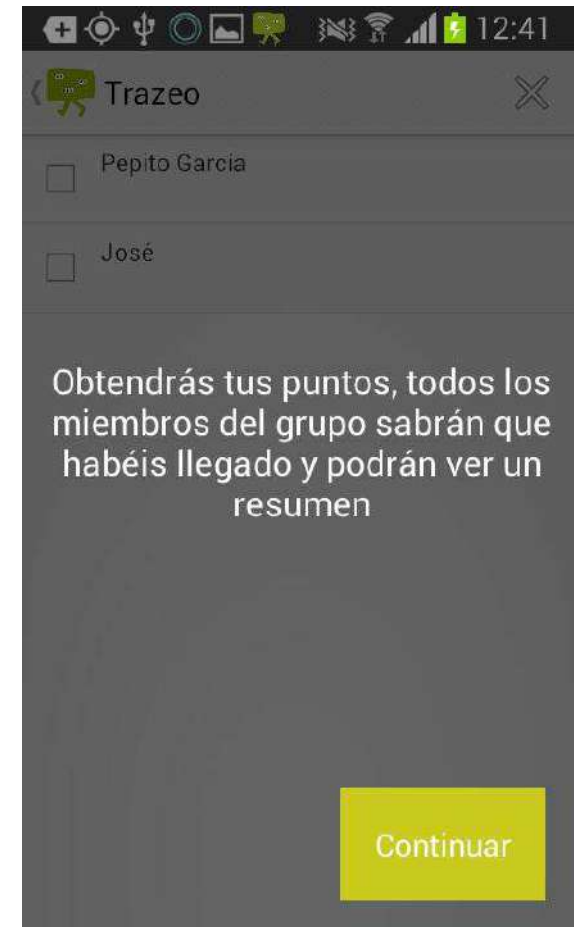 12:41
Trazeo
Pepito García
José
Obtendrás tus puntos, todos los
miembros del grupo sabrán que
habéis llegado y podrán ver un
resumen
Continuar